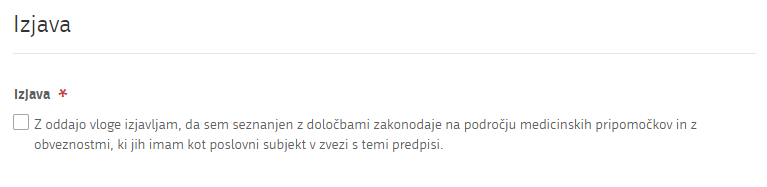 Izjava
Izjava *
Z oddajo vloge izjavljam, da sem seznanjen z določbami zakonodaje na področju medicinskih pripomočkov in z
obveznostmi, ki jih imam kot poslovni subjekt v zvezi s temi predpisi.